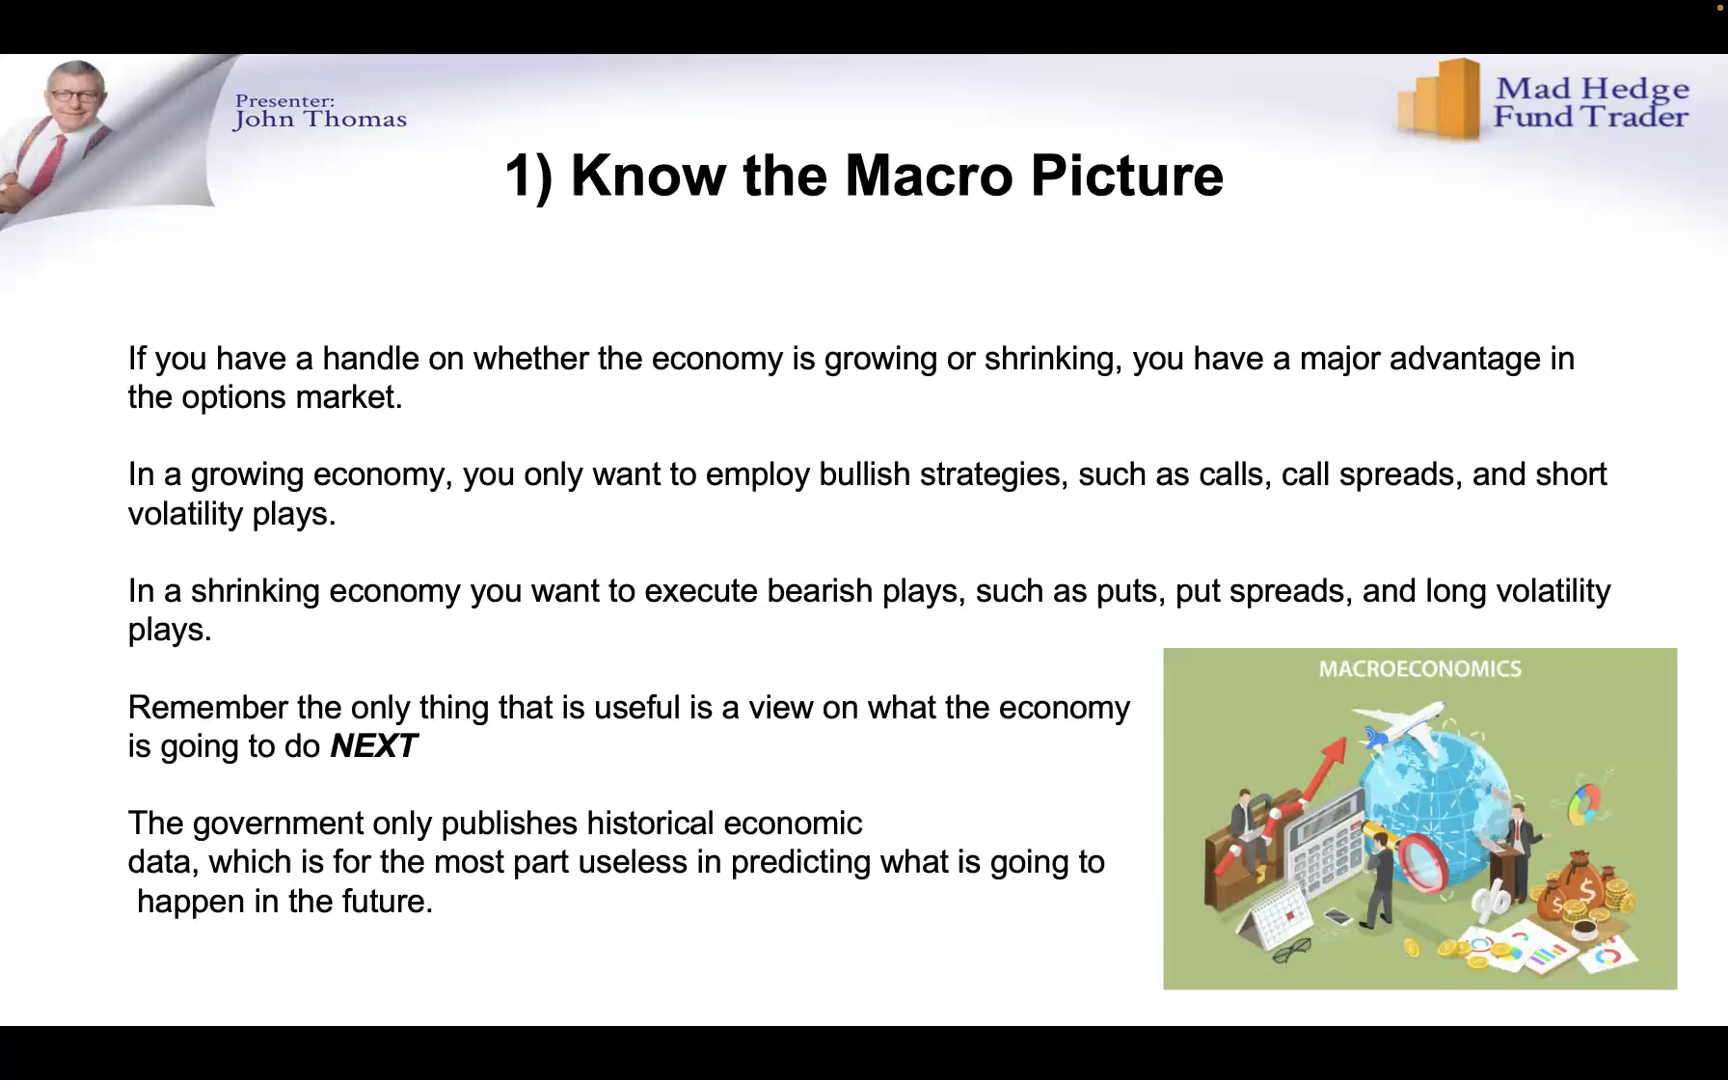 Presenter:
John Thomas
Mad Hedge
Fund Trader
1) Know the Macro Picture
If you have a handle on whether the economy is growing or shrinking, you have a major advantage in
the options market.
In a growing economy, you only want to employ bullish strategies, such as calls, call spreads, and short
volatility plays.
In a shrinking economy you want to execute bearish plays, such as puts, put spreads, and long volatility
plays.
Remember the only thing that is useful is a view on what the economy
is going to do NEXT
The government only publishes historical economic
data, which is for the most part useless in predicting what is going to
happen in the future.
MACROECONOMICS
%
$
$